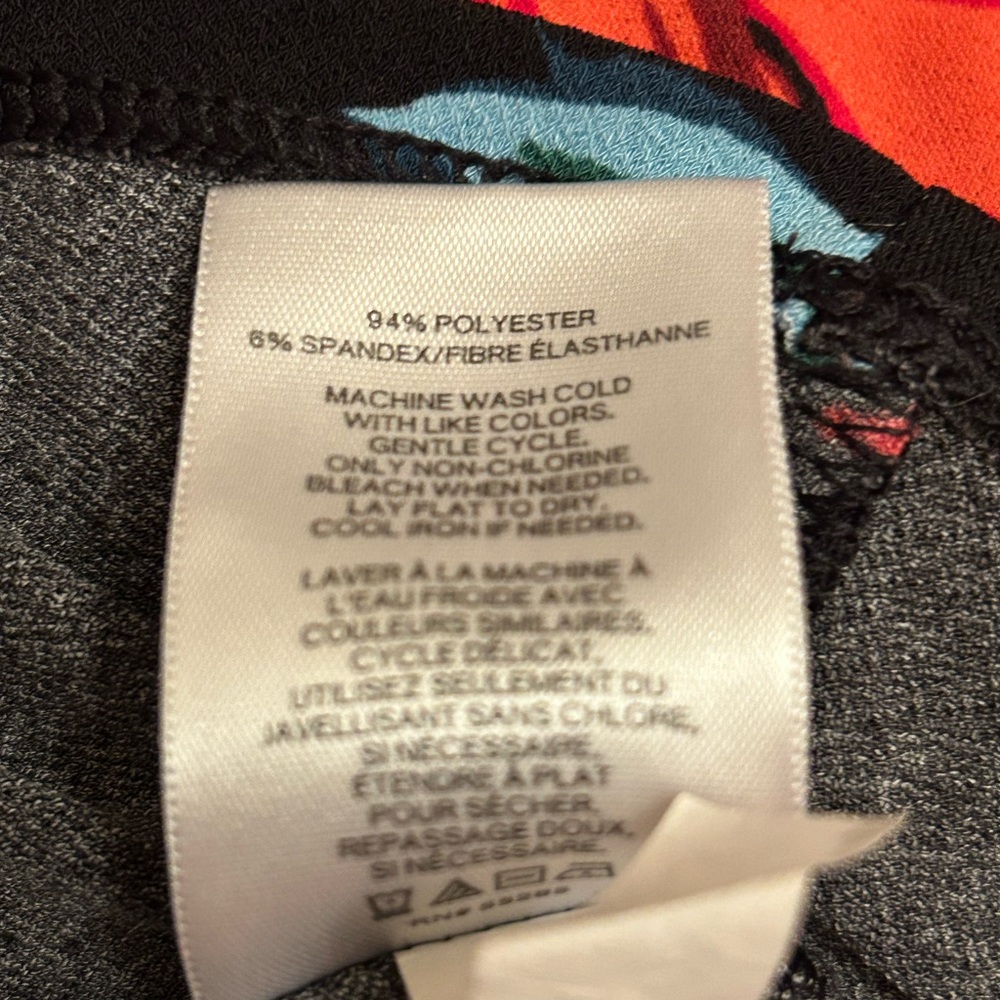 94% POLYESTER
6% SPANDEX/FIBRE ÉLASTHANNE
MACHINE WASH COLD
WITH LIKE COLORS.
GENTLE CYCLE.
ONLY NON-CHLORINE
BLEACH WHEN NEEDED.
LAY FLAT TO DRY.
COOL IRON IF NEEDED.
LAVER À LA MACHINE À
L'EAU FROIDE AVEC
COULEURS SIMILAIRES.
CYCLE DÉLICAT.
UTILISEZ SEULEMENT DU
JAVELLISANT SANS CHLORE,
SI NÉCESSAIRE.
ÉTENDRE À PLAT
POUR SÉCHER.
REPASSAGE DOUX,
SI NÉCESSAIRE.
RN#